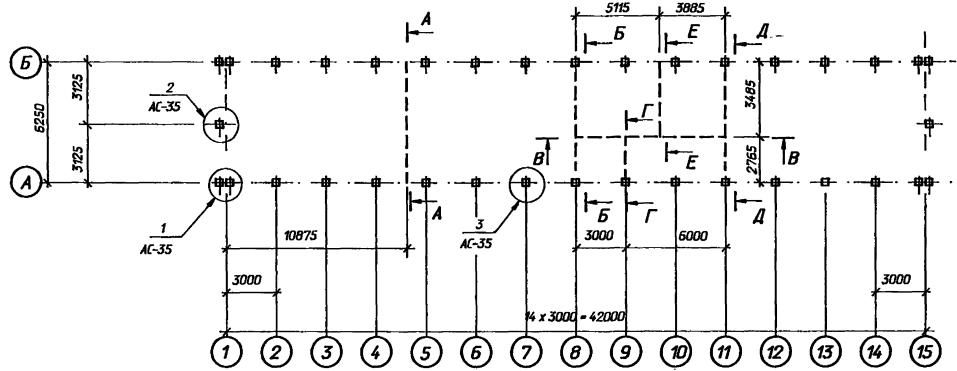 5115 3885
А Б Е Д
Б
3125
2
АС-35
6250
3485
Г
В Е В
3125
2765
А
А Б Г Д
1
АС-35
3
АС-35
10875 3000 6000
3000 3000
14 x 3000 = 42000
1 2 3 4 5 6 7 8 9 10 11 12 13 14 15